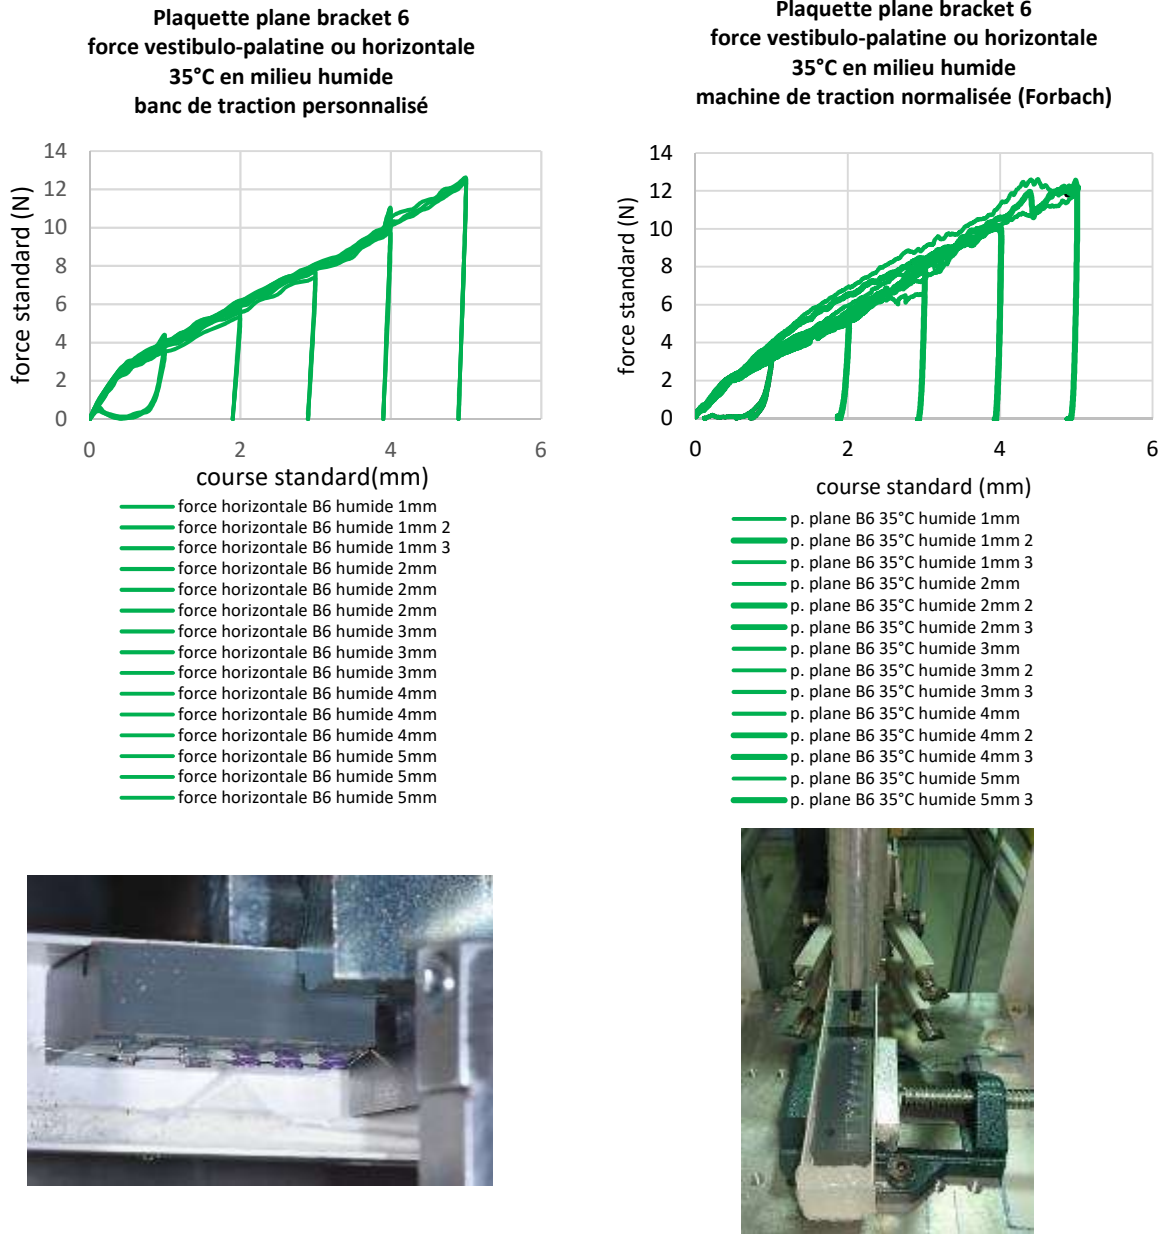 Plaquette plane bracket 6
force vestibulo-palatine ou horizontale
35°C en milieu humide
banc de traction personnalisé
14
12
10
8
6
4
2
0
force standard (N)
0
2
4
6
course standard(mm)
force horizontale B6 humide 1mm
force horizontale B6 humide 1mm 2
force horizontale B6 humide 1mm 3
force horizontale B6 humide 2mm
force horizontale B6 humide 2mm
force horizontale B6 humide 2mm
force horizontale B6 humide 3mm
force horizontale B6 humide 3mm
force horizontale B6 humide 3mm
force horizontale B6 humide 4mm
force horizontale B6 humide 4mm
force horizontale B6 humide 4mm
force horizontale B6 humide 5mm
force horizontale B6 humide 5mm
force horizontale B6 humide 5mm
Plaquette plane bracket 6
force vestibulo-palatine ou horizontale
35°C en milieu humide
machine de traction normalisée (Forbach)
14
12
10
8
6
4
2
0
force standard (N)
0
2
4
6
course standard (mm)
p. plane B6 35°C humide 1mm
p. plane B6 35°C humide 1mm 2
p. plane B6 35°C humide 1mm 3
p. plane B6 35°C humide 2mm
p. plane B6 35°C humide 2mm 2
p. plane B6 35°C humide 2mm 3
p. plane B6 35°C humide 3mm
p. plane B6 35°C humide 3mm 2
p. plane B6 35°C humide 3mm 3
p. plane B6 35°C humide 4mm
p. plane B6 35°C humide 4mm 2
p. plane B6 35°C humide 4mm 3
p. plane B6 35°C humide 5mm
p. plane B6 35°C humide 5mm 3